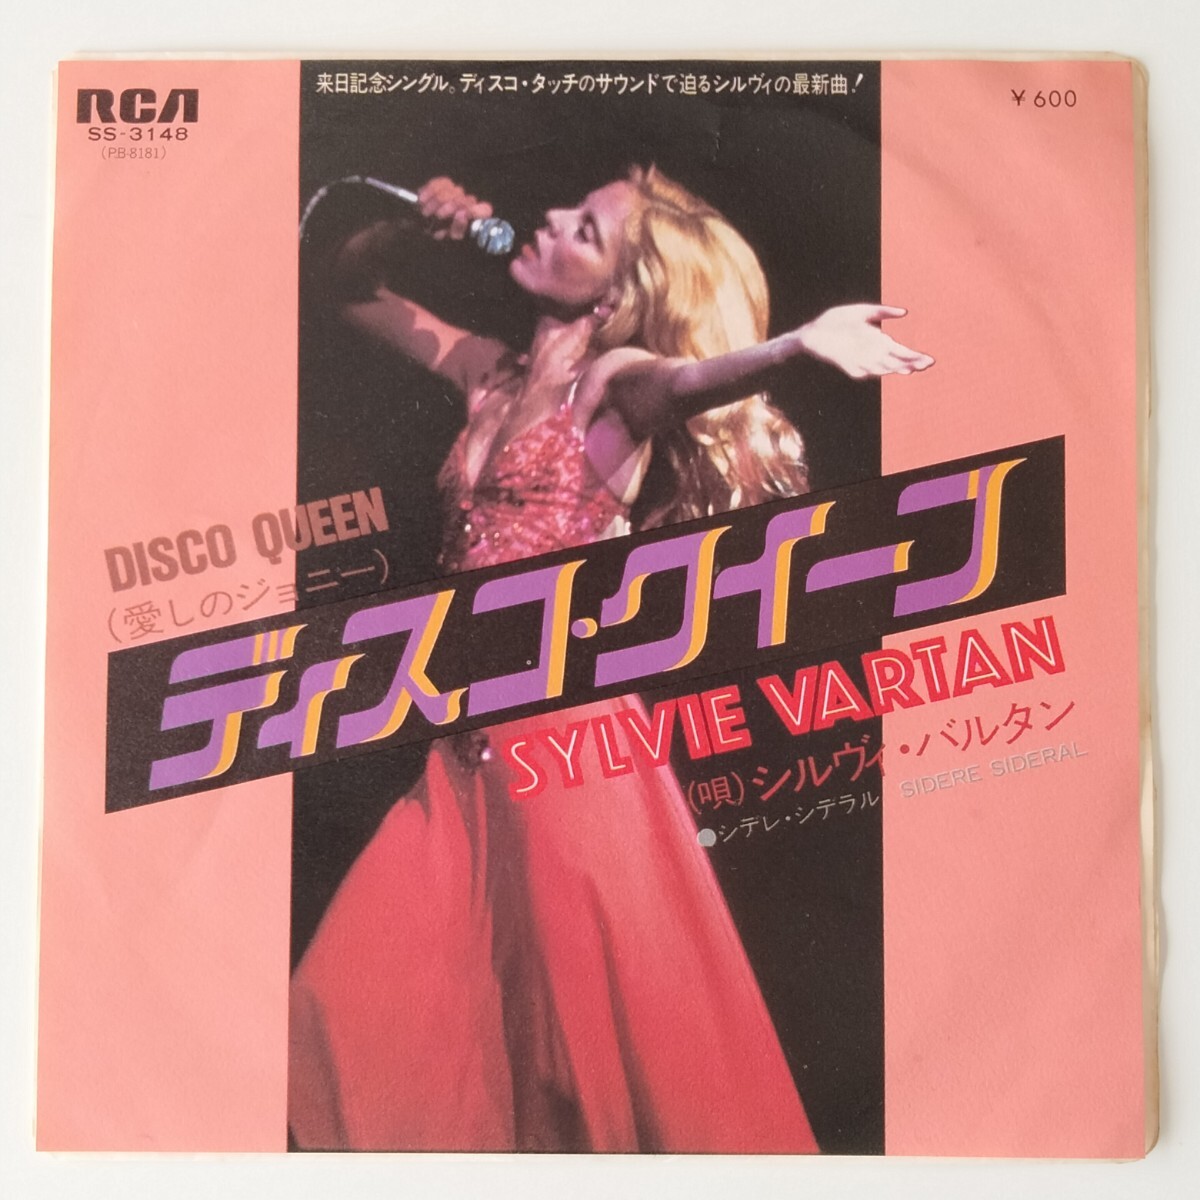 来日記念シングル。ディスコ・タッチのサウンドで迫るシルヴィの最新曲!
RCA
SS-3148
(PB-8181)
¥600
DISCO QUEEN
(愛しのジョニー)
ディスコ・クイーン
SYLVIE VARTAN
(唄)シルヴィ・バルタン
●シデレ・シデラル SIDERE SIDERAL